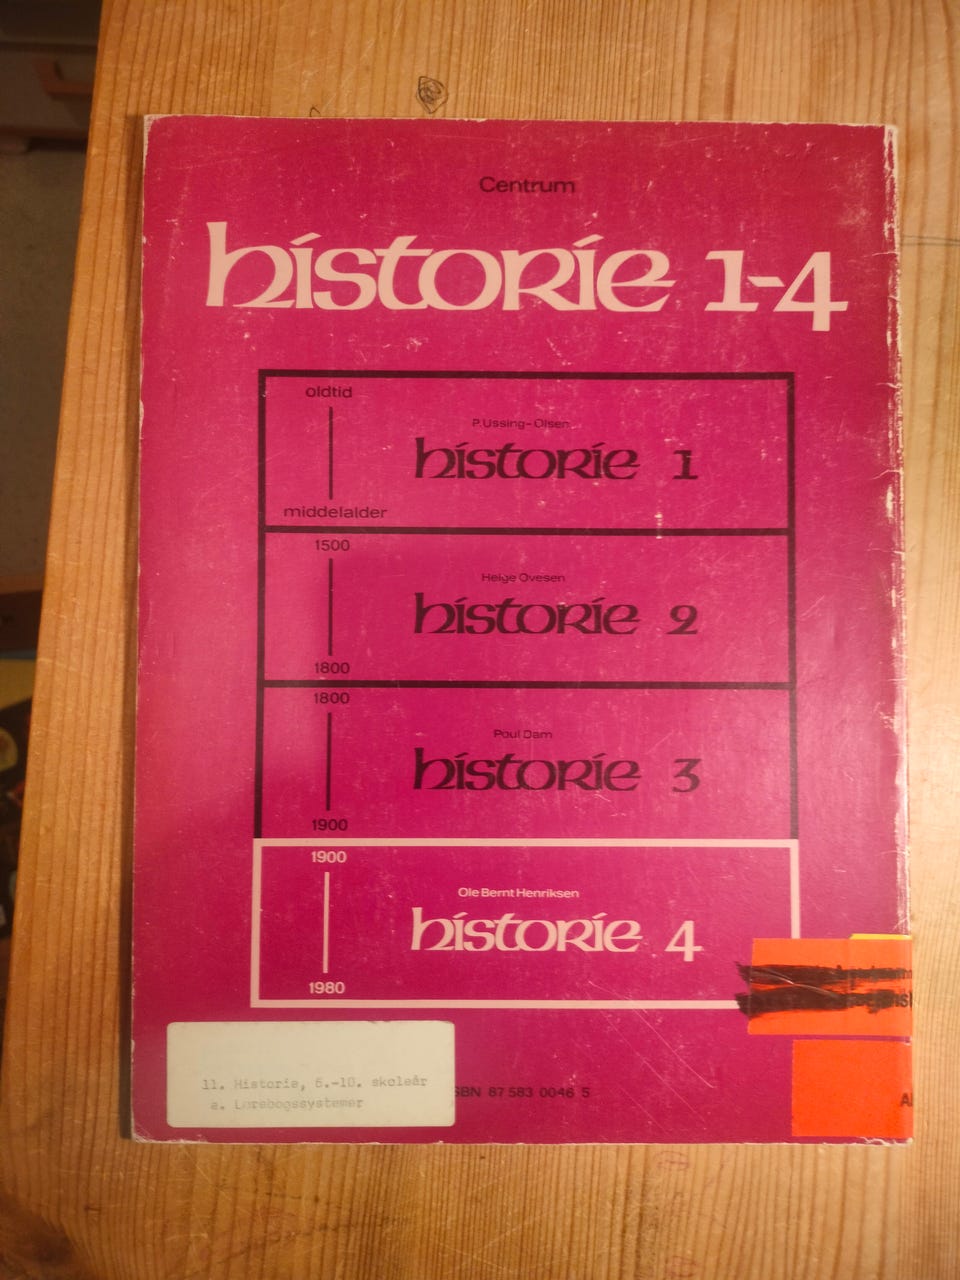 Centrum
historie 1-4
oldtid
middelalder
P. Ussing-Olsen
historie 1
1500
1800
Helge Ovesen
historie 2
1800
1900
Poul Dam
historie 3
1900
1980
Ole Bernt Henriksen
historie 4
11. Historie, 6.-10. skoleår
e. Lærebogssystemer
SBN 87 583 0046 5